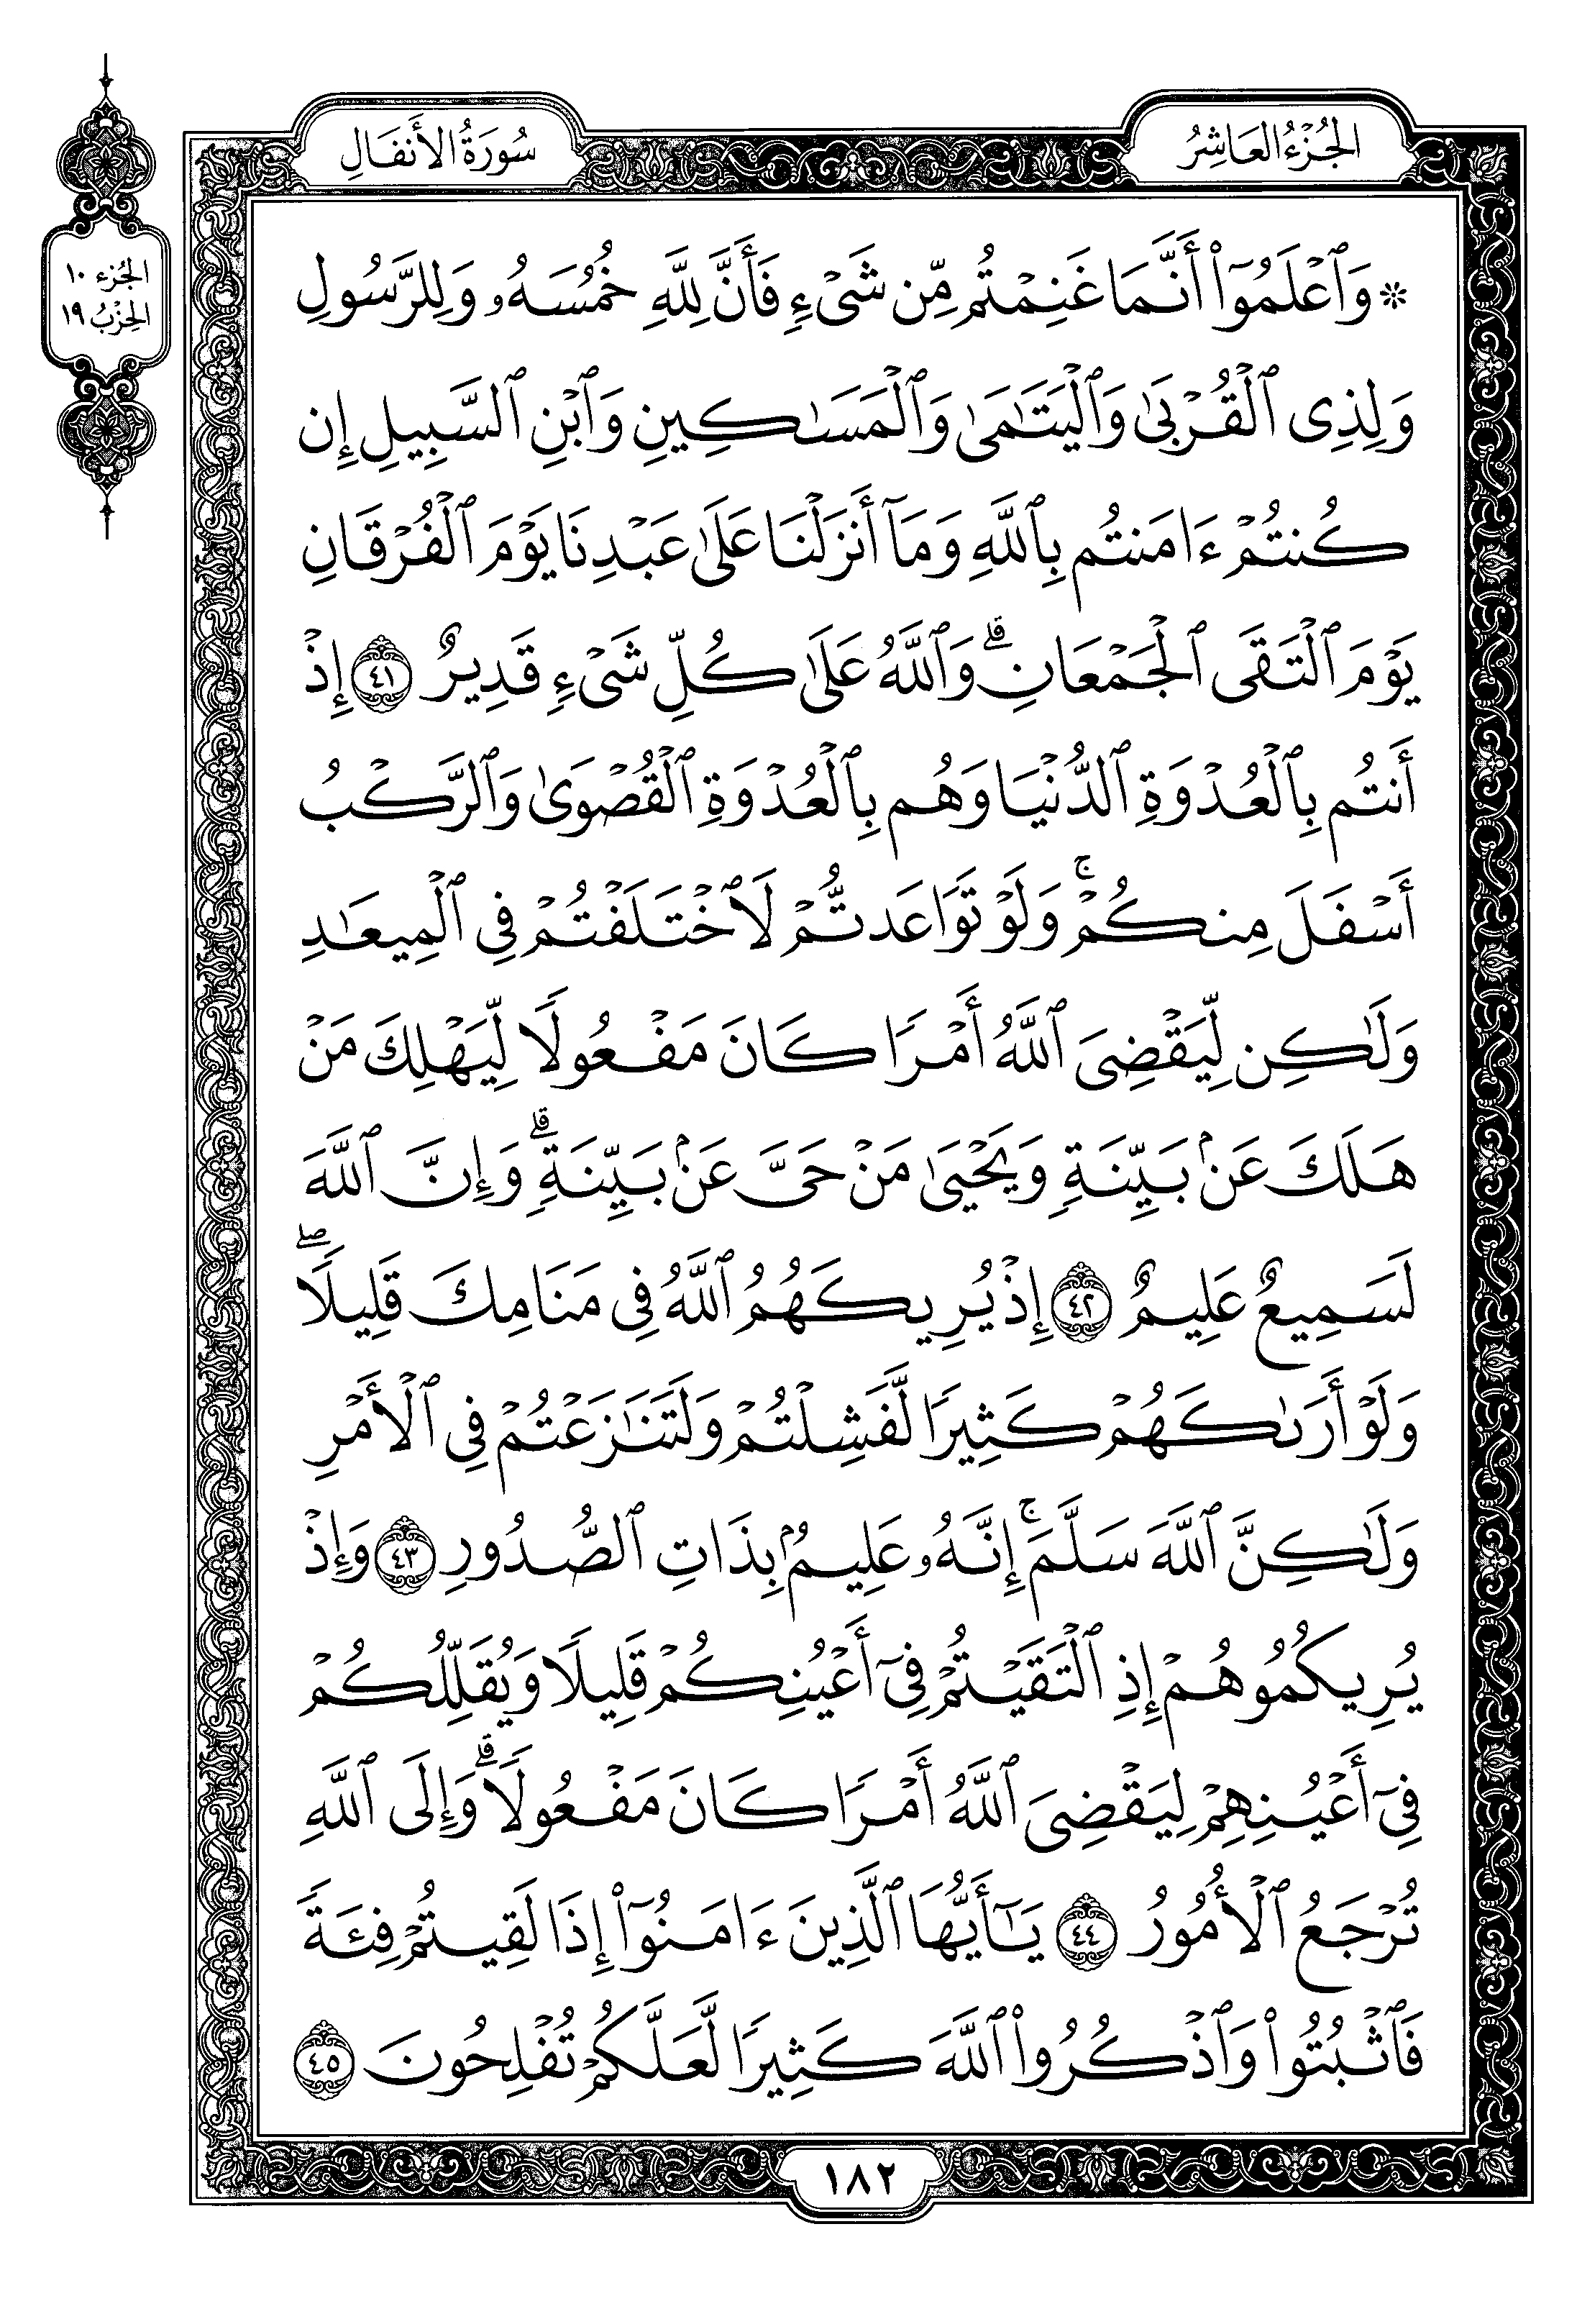 الجُزْءُ العَاشِرُ
سُورَةُ الأَنفَالِ
الجُزء ١٠
الحِزْبُ ١٩
۞ وَٱعْلَمُوٓا۟ أَنَّمَا غَنِمْتُم مِّن شَىْءٍ فَأَنَّ لِلَّهِ خُمُسَهُۥ وَلِلرَّسُولِ
وَلِذِى ٱلْقُرْبَىٰ وَٱلْيَتَـٰمَىٰ وَٱلْمَسَـٰكِينِ وَٱبْنِ ٱلسَّبِيلِ إِن
كُنتُمْ ءَامَنتُم بِٱللَّهِ وَمَآ أَنزَلْنَا عَلَىٰ عَبْدِنَا يَوْمَ ٱلْفُرْقَانِ
يَوْمَ ٱلْتَقَى ٱلْجَمْعَانِ ۗ وَٱللَّهُ عَلَىٰ كُلِّ شَىْءٍ قَدِيرٌ ٤١ إِذْ
أَنتُم بِٱلْعُدْوَةِ ٱلدُّنْيَا وَهُم بِٱلْعُدْوَةِ ٱلْقُصْوَىٰ وَٱلرَّكْبُ
أَسْفَلَ مِنكُمْ ۚ وَلَوْ تَوَاعَدتُّمْ لَٱخْتَلَفْتُمْ فِى ٱلْمِيعَـٰدِ
وَلَـٰكِن لِّيَقْضِىَ ٱللَّهُ أَمْرًا كَانَ مَفْعُولًا لِّيَهْلِكَ مَنْ
هَلَكَ عَنۢ بَيِّنَةٍ وَيَحْيَىٰ مَنْ حَىَّ عَنۢ بَيِّنَةٍ ۗ وَإِنَّ ٱللَّهَ
لَسَمِيعٌ عَلِيمٌ ٤٢ إِذْ يُرِيكَهُمُ ٱللَّهُ فِى مَنَامِكَ قَلِيلًا ۖ
وَلَوْ أَرَىٰكَهُمْ كَثِيرًا لَّفَشِلْتُمْ وَلَتَنَـٰزَعْتُمْ فِى ٱلْأَمْرِ
وَلَـٰكِنَّ ٱللَّهَ سَلَّمَ ۚ إِنَّهُۥ عَلِيمٌۢ بِذَاتِ ٱلصُّدُورِ ٤٣ وَإِذْ
يُرِيكُمُوهُمْ إِذِ ٱلْتَقَيْتُمْ فِىٓ أَعْيُنِكُمْ قَلِيلًا وَيُقَلِّلُكُمْ
فِىٓ أَعْيُنِهِمْ لِيَقْضِىَ ٱللَّهُ أَمْرًا كَانَ مَفْعُولًا ۗ وَإِلَى ٱللَّهِ
تُرْجَعُ ٱلْأُمُورُ ٤٤ يَـٰٓأَيُّهَا ٱلَّذِينَ ءَامَنُوٓا۟ إِذَا لَقِيتُمْ فِئَةً
فَٱثْبُتُوا۟ وَٱذْكُرُوا۟ ٱللَّهَ كَثِيرًا لَّعَلَّكُمْ تُفْلِحُونَ ٤٥
١٨٢